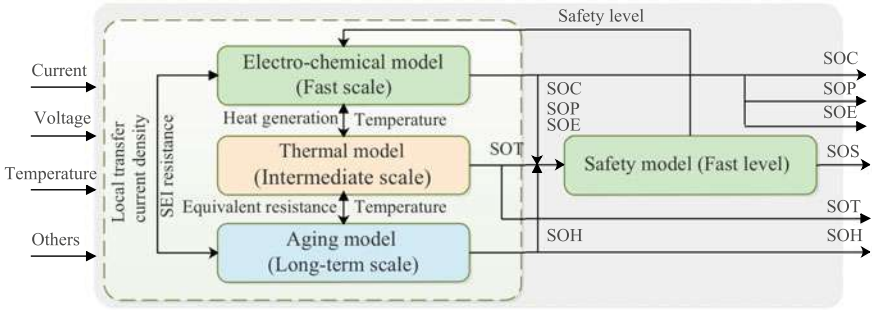 Safety level
Current
Voltage
Temperature
Others
Local transfer
current density
SEI resistance
Electro-chemical model
(Fast scale)
Heat generation
Temperature
Thermal model
(Intermediate scale)
Equivalent resistance
Temperature
Aging model
(Long-term scale)
SOC
SOP
SOE
SOT
SOH
Safety model (Fast level)
SOC
SOP
SOE
SOS
SOT
SOH